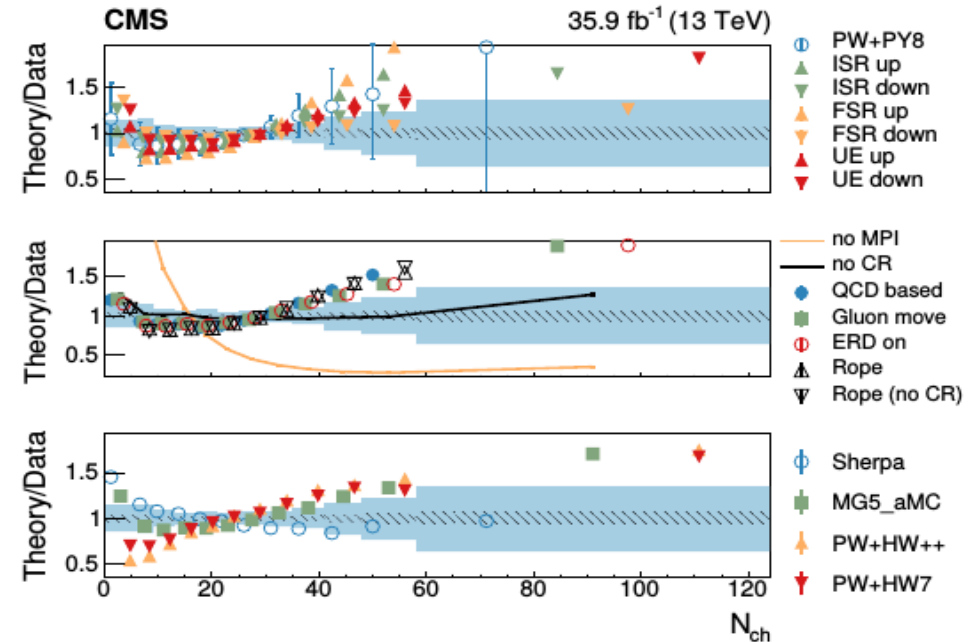 CMS 35.9 fb⁻¹ (13 TeV)
Theory/Data
1.5
1
0.5
PW+PY8
ISR up
ISR down
FSR up
FSR down
UE up
UE down
Theory/Data
1.5
1
0.5
no MPI
no CR
QCD based
Gluon move
ERD on
Rope
Rope (no CR)
Theory/Data
1.5
1
0.5
Sherpa
MG5_aMC
PW+HW++
PW+HW7
0 20 40 60 80 100 120
N_ch